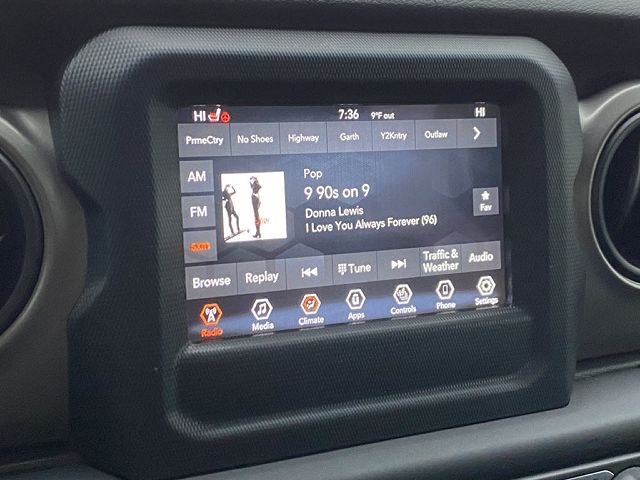 HI 7:36 9°F out HI
PrmeCtry No Shoes Highway Garth Y2Kntry Outlaw
AM
FM
SXM
Pop
9 90s on 9
Donna Lewis
I Love You Always Forever (96)
Fav
Browse Replay Tune Traffic & Weather Audio
Radio Media Climate Apps Controls Phone Settings